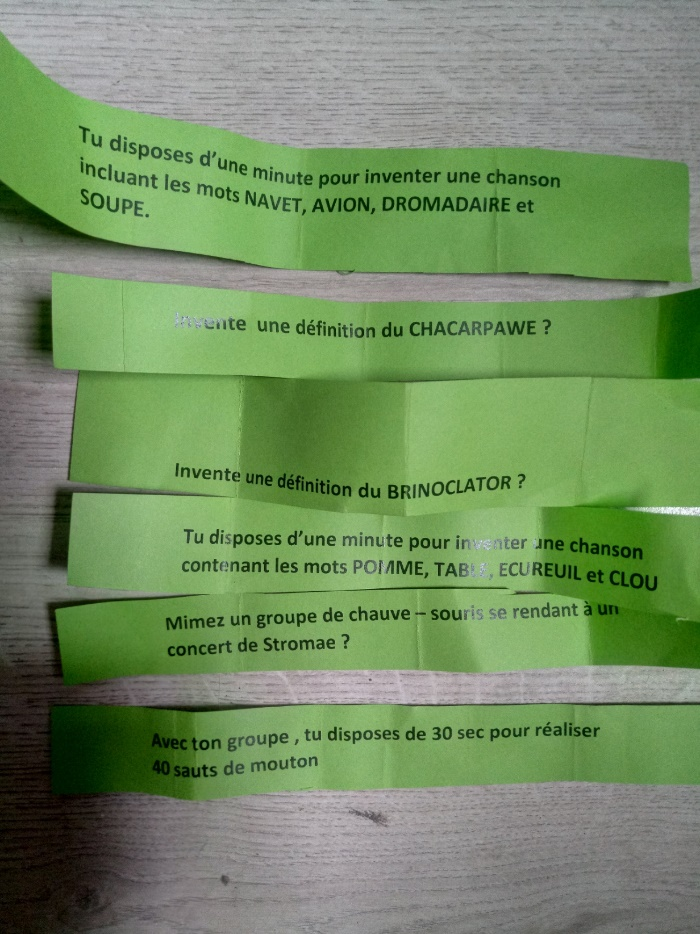 Tu disposes d'une minute pour inventer une chanson
incluant les mots NAVET, AVION, DROMADAIRE et
SOUPE.
Invente une définition du CHACARPAWE ?
Invente une définition du BRINOCLATOR ?
Tu disposes d'une minute pour inventer une chanson
contenant les mots POMME, TABLE, ECUREUIL et CLOU
Mimez un groupe de chauve – souris se rendant à un
concert de Stromae ?
Avec ton groupe , tu disposes de 30 sec pour réaliser
40 sauts de mouton